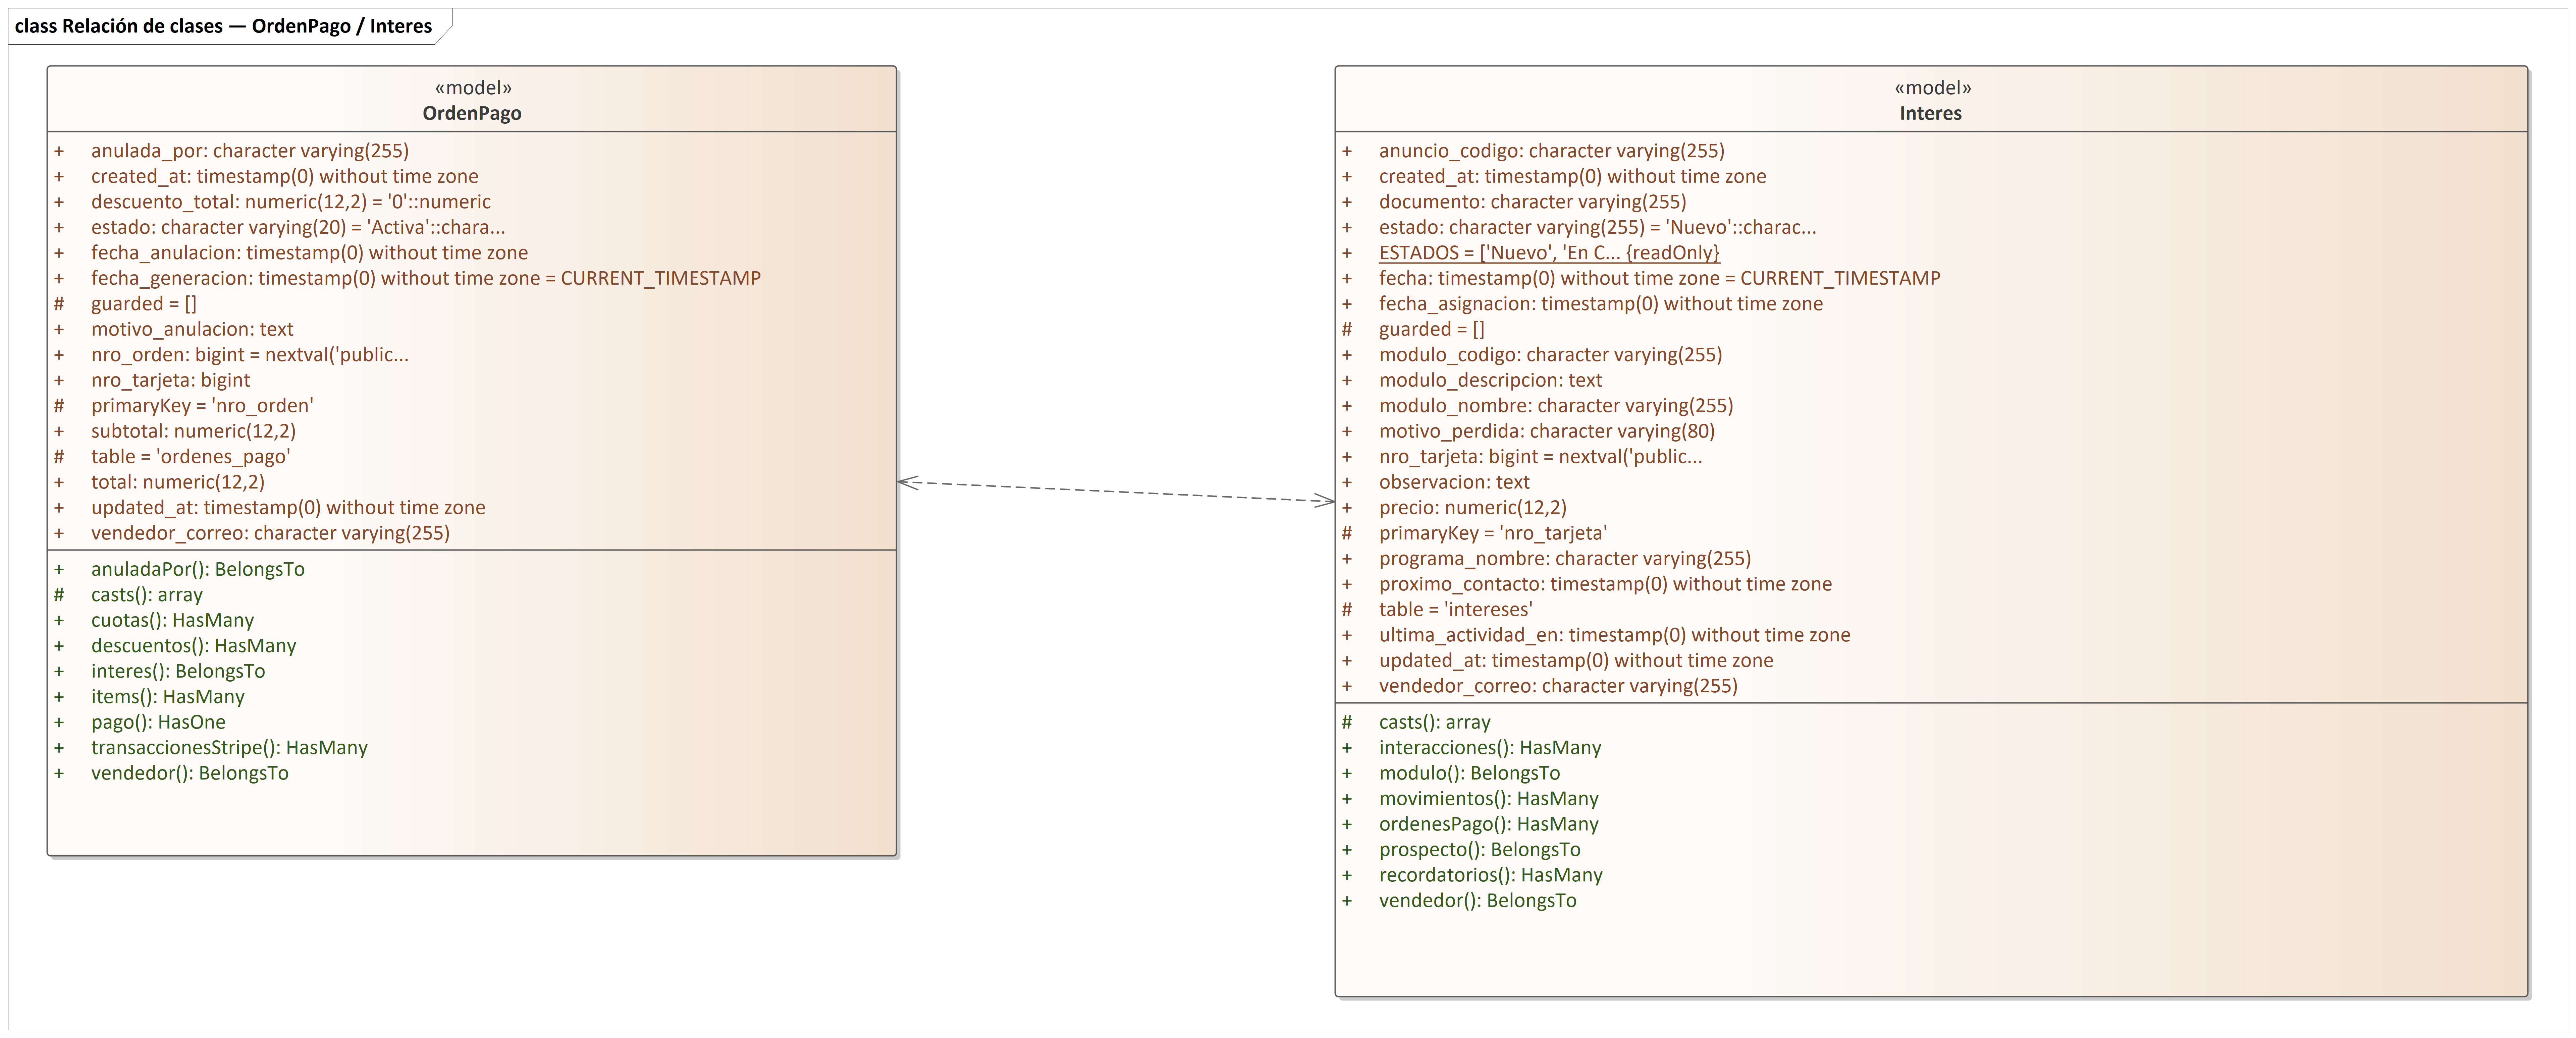 class Relación de clases — OrdenPago / Interes
«model»
OrdenPago
+ anulada_por: character varying(255)
+ created_at: timestamp(0) without time zone
+ descuento_total: numeric(12,2) = '0'::numeric
+ estado: character varying(20) = 'Activa'::chara...
+ fecha_anulacion: timestamp(0) without time zone
+ fecha_generacion: timestamp(0) without time zone = CURRENT_TIMESTAMP
# guarded = []
+ motivo_anulacion: text
+ nro_orden: bigint = nextval('public...
+ nro_tarjeta: bigint
# primaryKey = 'nro_orden'
+ subtotal: numeric(12,2)
# table = 'ordenes_pago'
+ total: numeric(12,2)
+ updated_at: timestamp(0) without time zone
+ vendedor_correo: character varying(255)
+ anuladaPor(): BelongsTo
# casts(): array
+ cuotas(): HasMany
+ descuentos(): HasMany
+ interes(): BelongsTo
+ items(): HasMany
+ pago(): HasOne
+ transaccionesStripe(): HasMany
+ vendedor(): BelongsTo
«model»
Interes
+ anuncio_codigo: character varying(255)
+ created_at: timestamp(0) without time zone
+ documento: character varying(255)
+ estado: character varying(255) = 'Nuevo'::charac...
+ ESTADOS = ['Nuevo', 'En C... {readOnly}
+ fecha: timestamp(0) without time zone = CURRENT_TIMESTAMP
+ fecha_asignacion: timestamp(0) without time zone
# guarded = []
+ modulo_codigo: character varying(255)
+ modulo_descripcion: text
+ modulo_nombre: character varying(255)
+ motivo_perdida: character varying(80)
+ nro_tarjeta: bigint = nextval('public...
+ observacion: text
+ precio: numeric(12,2)
# primaryKey = 'nro_tarjeta'
+ programa_nombre: character varying(255)
+ proximo_contacto: timestamp(0) without time zone
# table = 'intereses'
+ ultima_actividad_en: timestamp(0) without time zone
+ updated_at: timestamp(0) without time zone
+ vendedor_correo: character varying(255)
# casts(): array
+ interacciones(): HasMany
+ modulo(): BelongsTo
+ movimientos(): HasMany
+ ordenesPago(): HasMany
+ prospecto(): BelongsTo
+ recordatorios(): HasMany
+ vendedor(): BelongsTo